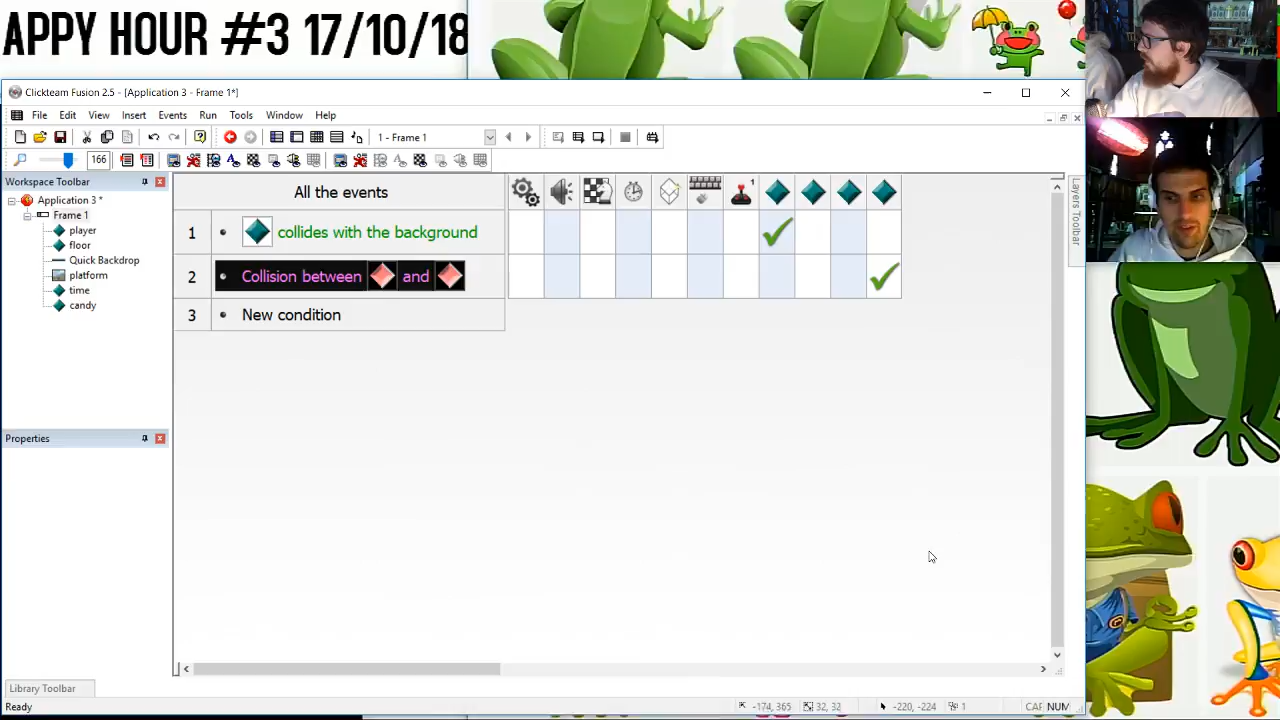 APPY HOUR #3 17/10/18
Clickteam Fusion 2.5 - [Application 3 - Frame 1*]
File Edit View Insert Events Run Tools Window Help
1 - Frame 1
166
Workspace Toolbar
Application 3 *
Frame 1
player
floor
Quick Backdrop
platform
time
candy
Properties
Library Toolbar
All the events
1
1 collides with the background
2 Collision between and
3 New condition
Layers Toolbar
Ready
-174, 365
32, 32
-220, -224
1
CAF
NUM